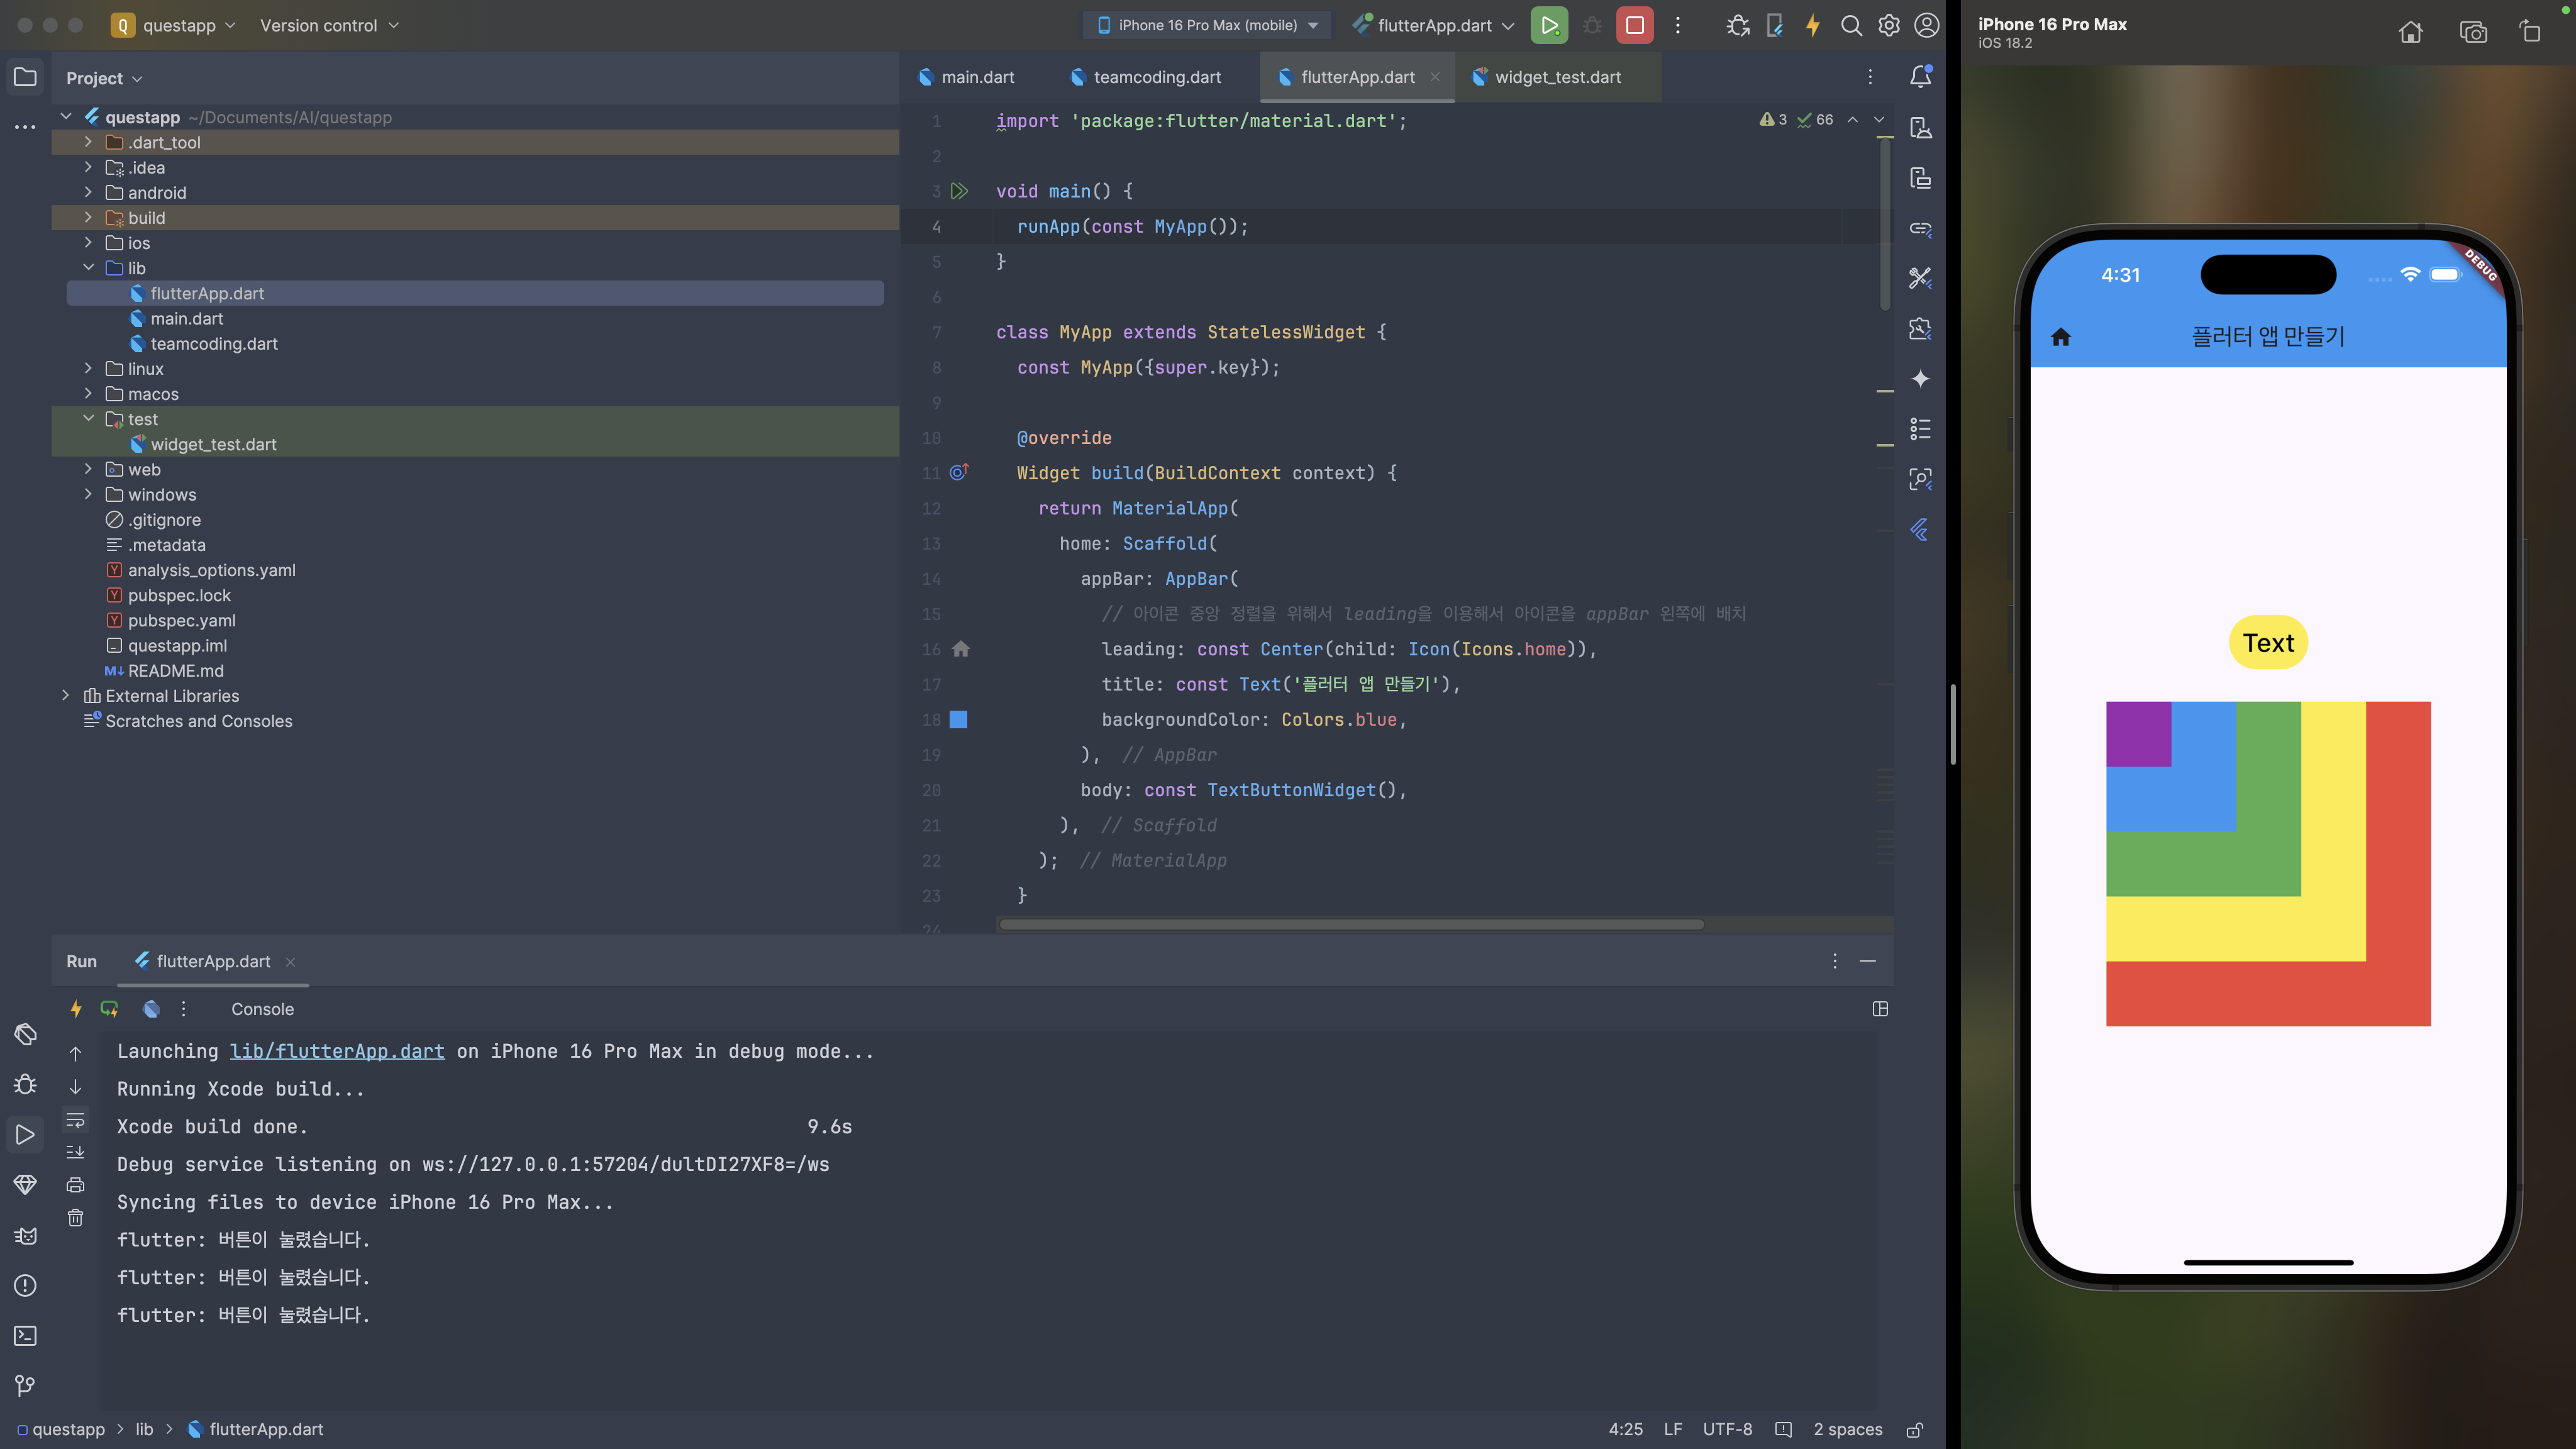 Q questapp
Version control
iPhone 16 Pro Max (mobile)
flutterApp.dart
iPhone 16 Pro Max
iOS 18.2
Project
main.dart
teamcoding.dart
flutterApp.dart
widget_test.dart
questapp ~/Documents/AI/questapp
.dart_tool
.idea
android
build
ios
lib
flutterApp.dart
main.dart
teamcoding.dart
linux
macos
test
widget_test.dart
web
windows
.gitignore
.metadata
Y analysis_options.yaml
Y pubspec.lock
Y pubspec.yaml
questapp.iml
M↓ README.md
External Libraries
Scratches and Consoles
3 66
1 import 'package:flutter/material.dart';
2
3 void main() {
4 runApp(const MyApp());
5 }
6
7 class MyApp extends StatelessWidget {
8 const MyApp({super.key});
9
10 @override
11 Widget build(BuildContext context) {
12 return MaterialApp(
13 home: Scaffold(
14 appBar: AppBar(
15 // 아이콘 중앙 정렬을 위해서 leading을 이용해서 아이콘을 appBar 왼쪽에 배치
16 leading: const Center(child: Icon(Icons.home)),
17 title: const Text('플러터 앱 만들기'),
18 backgroundColor: Colors.blue,
19 ), // AppBar
20 body: const TextButtonWidget(),
21 ), // Scaffold
22 ); // MaterialApp
23 }
24
Run
flutterApp.dart
Console
Launching lib/flutterApp.dart on iPhone 16 Pro Max in debug mode...
Running Xcode build...
Xcode build done. 9.6s
Debug service listening on ws://127.0.0.1:57204/dultDI27XF8=/ws
Syncing files to device iPhone 16 Pro Max...
flutter: 버튼이 눌렸습니다.
flutter: 버튼이 눌렸습니다.
flutter: 버튼이 눌렸습니다.
questapp > lib > flutterApp.dart
4:25 LF UTF-8 2 spaces
4:31
DEBUG
플러터 앱 만들기
Text